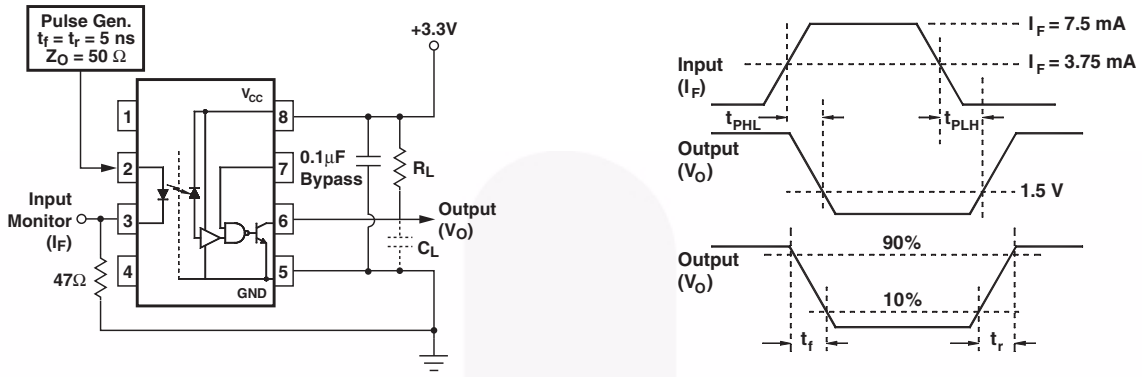 Pulse Gen.
tf = tr = 5 ns
ZO = 50 Ω
+3.3V
VCC
1
8
2
7
0.1μF
Bypass
RL
Input
Monitor
(IF)
3
6
Output
(VO)
CL
47Ω
4
5
GND
IF = 7.5 mA
Input
(IF)
IF = 3.75 mA
tPHL
tPLH
Output
(VO)
1.5 V
90%
Output
(VO)
10%
tf
tr